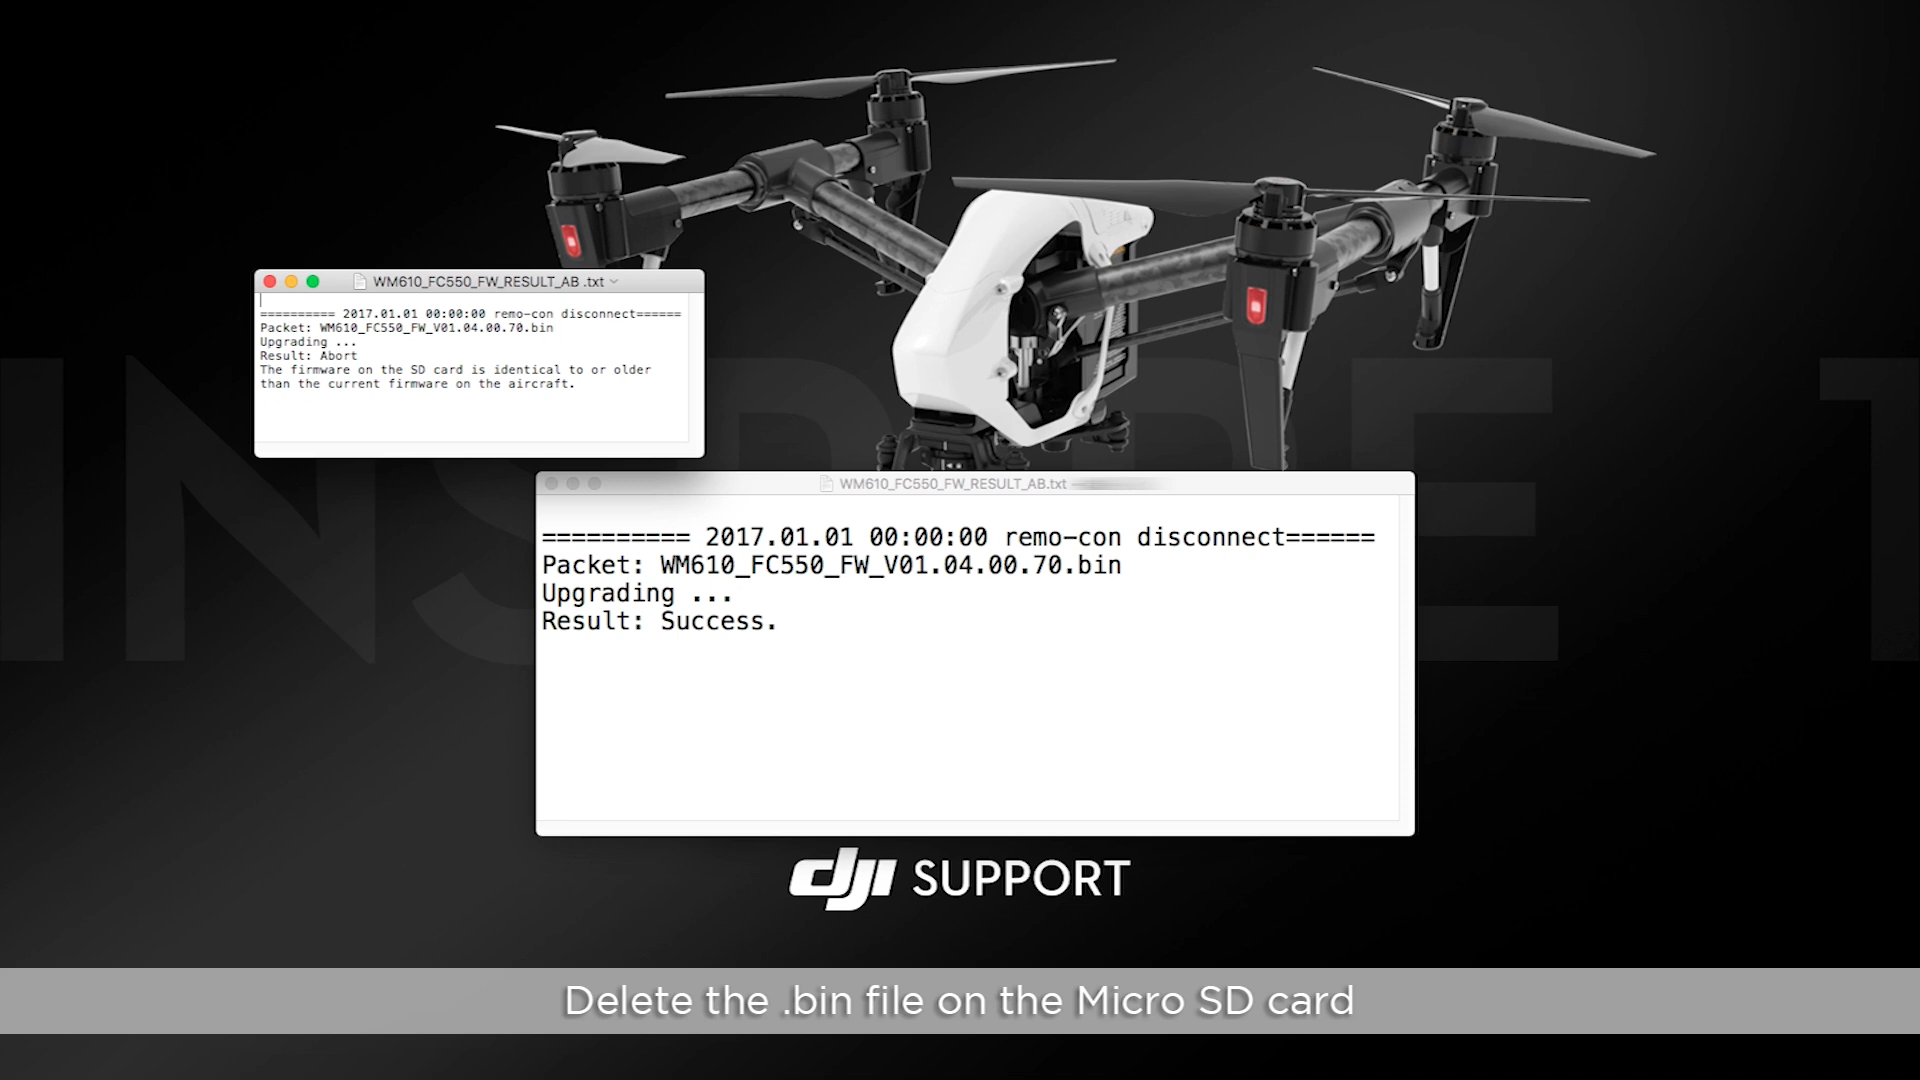 WM610_FC550_FW_RESULT_AB .txt
========== 2017.01.01 00:00:00 remo-con disconnect======
Packet: WM610_FC550_FW_V01.04.00.70.bin
Upgrading ...
Result: Abort
The firmware on the SD card is identical to or older
than the current firmware on the aircraft.
WM610_FC550_FW_RESULT_AB.txt
========== 2017.01.01 00:00:00 remo-con disconnect======
Packet: WM610_FC550_FW_V01.04.00.70.bin
Upgrading ...
Result: Success.
dji SUPPORT
Delete the .bin file on the Micro SD card